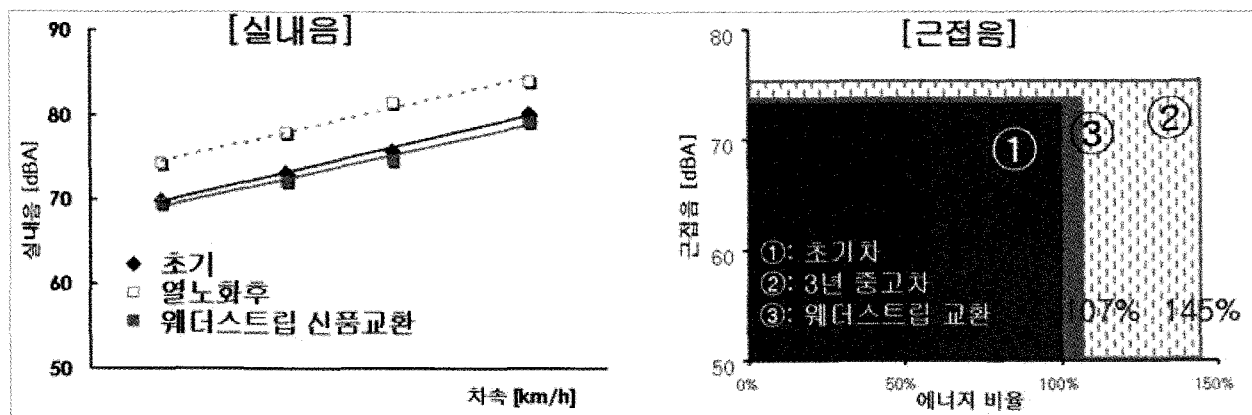 [실내음]
90
80
70
60
50
실내음 [dBA]
초기
열노화후
웨더스트립 신품교환
차속 [km/h]
[근접음]
80
70
60
50
근접음 [dBA]
①
③
②
①: 초기차
②: 3년 중고차
③: 웨더스트립 교환
107% 145%
0% 50% 100% 150%
에너지 비율